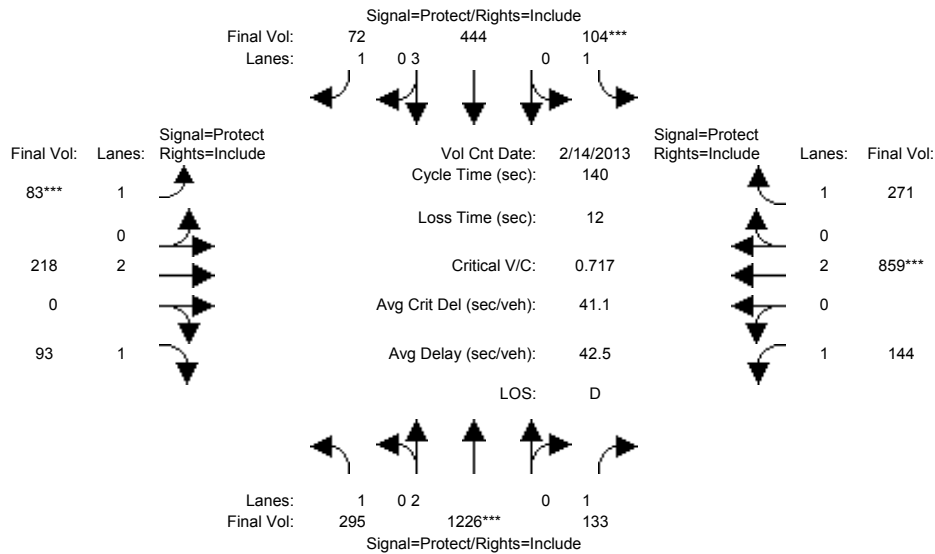 Signal=Protect/Rights=Include
Final Vol: 72 444 104***
Lanes: 1 0 3 0 1
Signal=Protect Signal=Protect
Final Vol: Lanes: Rights=Include Vol Cnt Date: 2/14/2013 Rights=Include Lanes: Final Vol:
Cycle Time (sec): 140
83*** 1 1 271
Loss Time (sec): 12
0 0
218 2 Critical V/C: 0.717 2 859***
0 Avg Crit Del (sec/veh): 41.1 0
93 1 Avg Delay (sec/veh): 42.5 1 144
LOS: D
Lanes: 1 0 2 0 1
Final Vol: 295 1226*** 133
Signal=Protect/Rights=Include